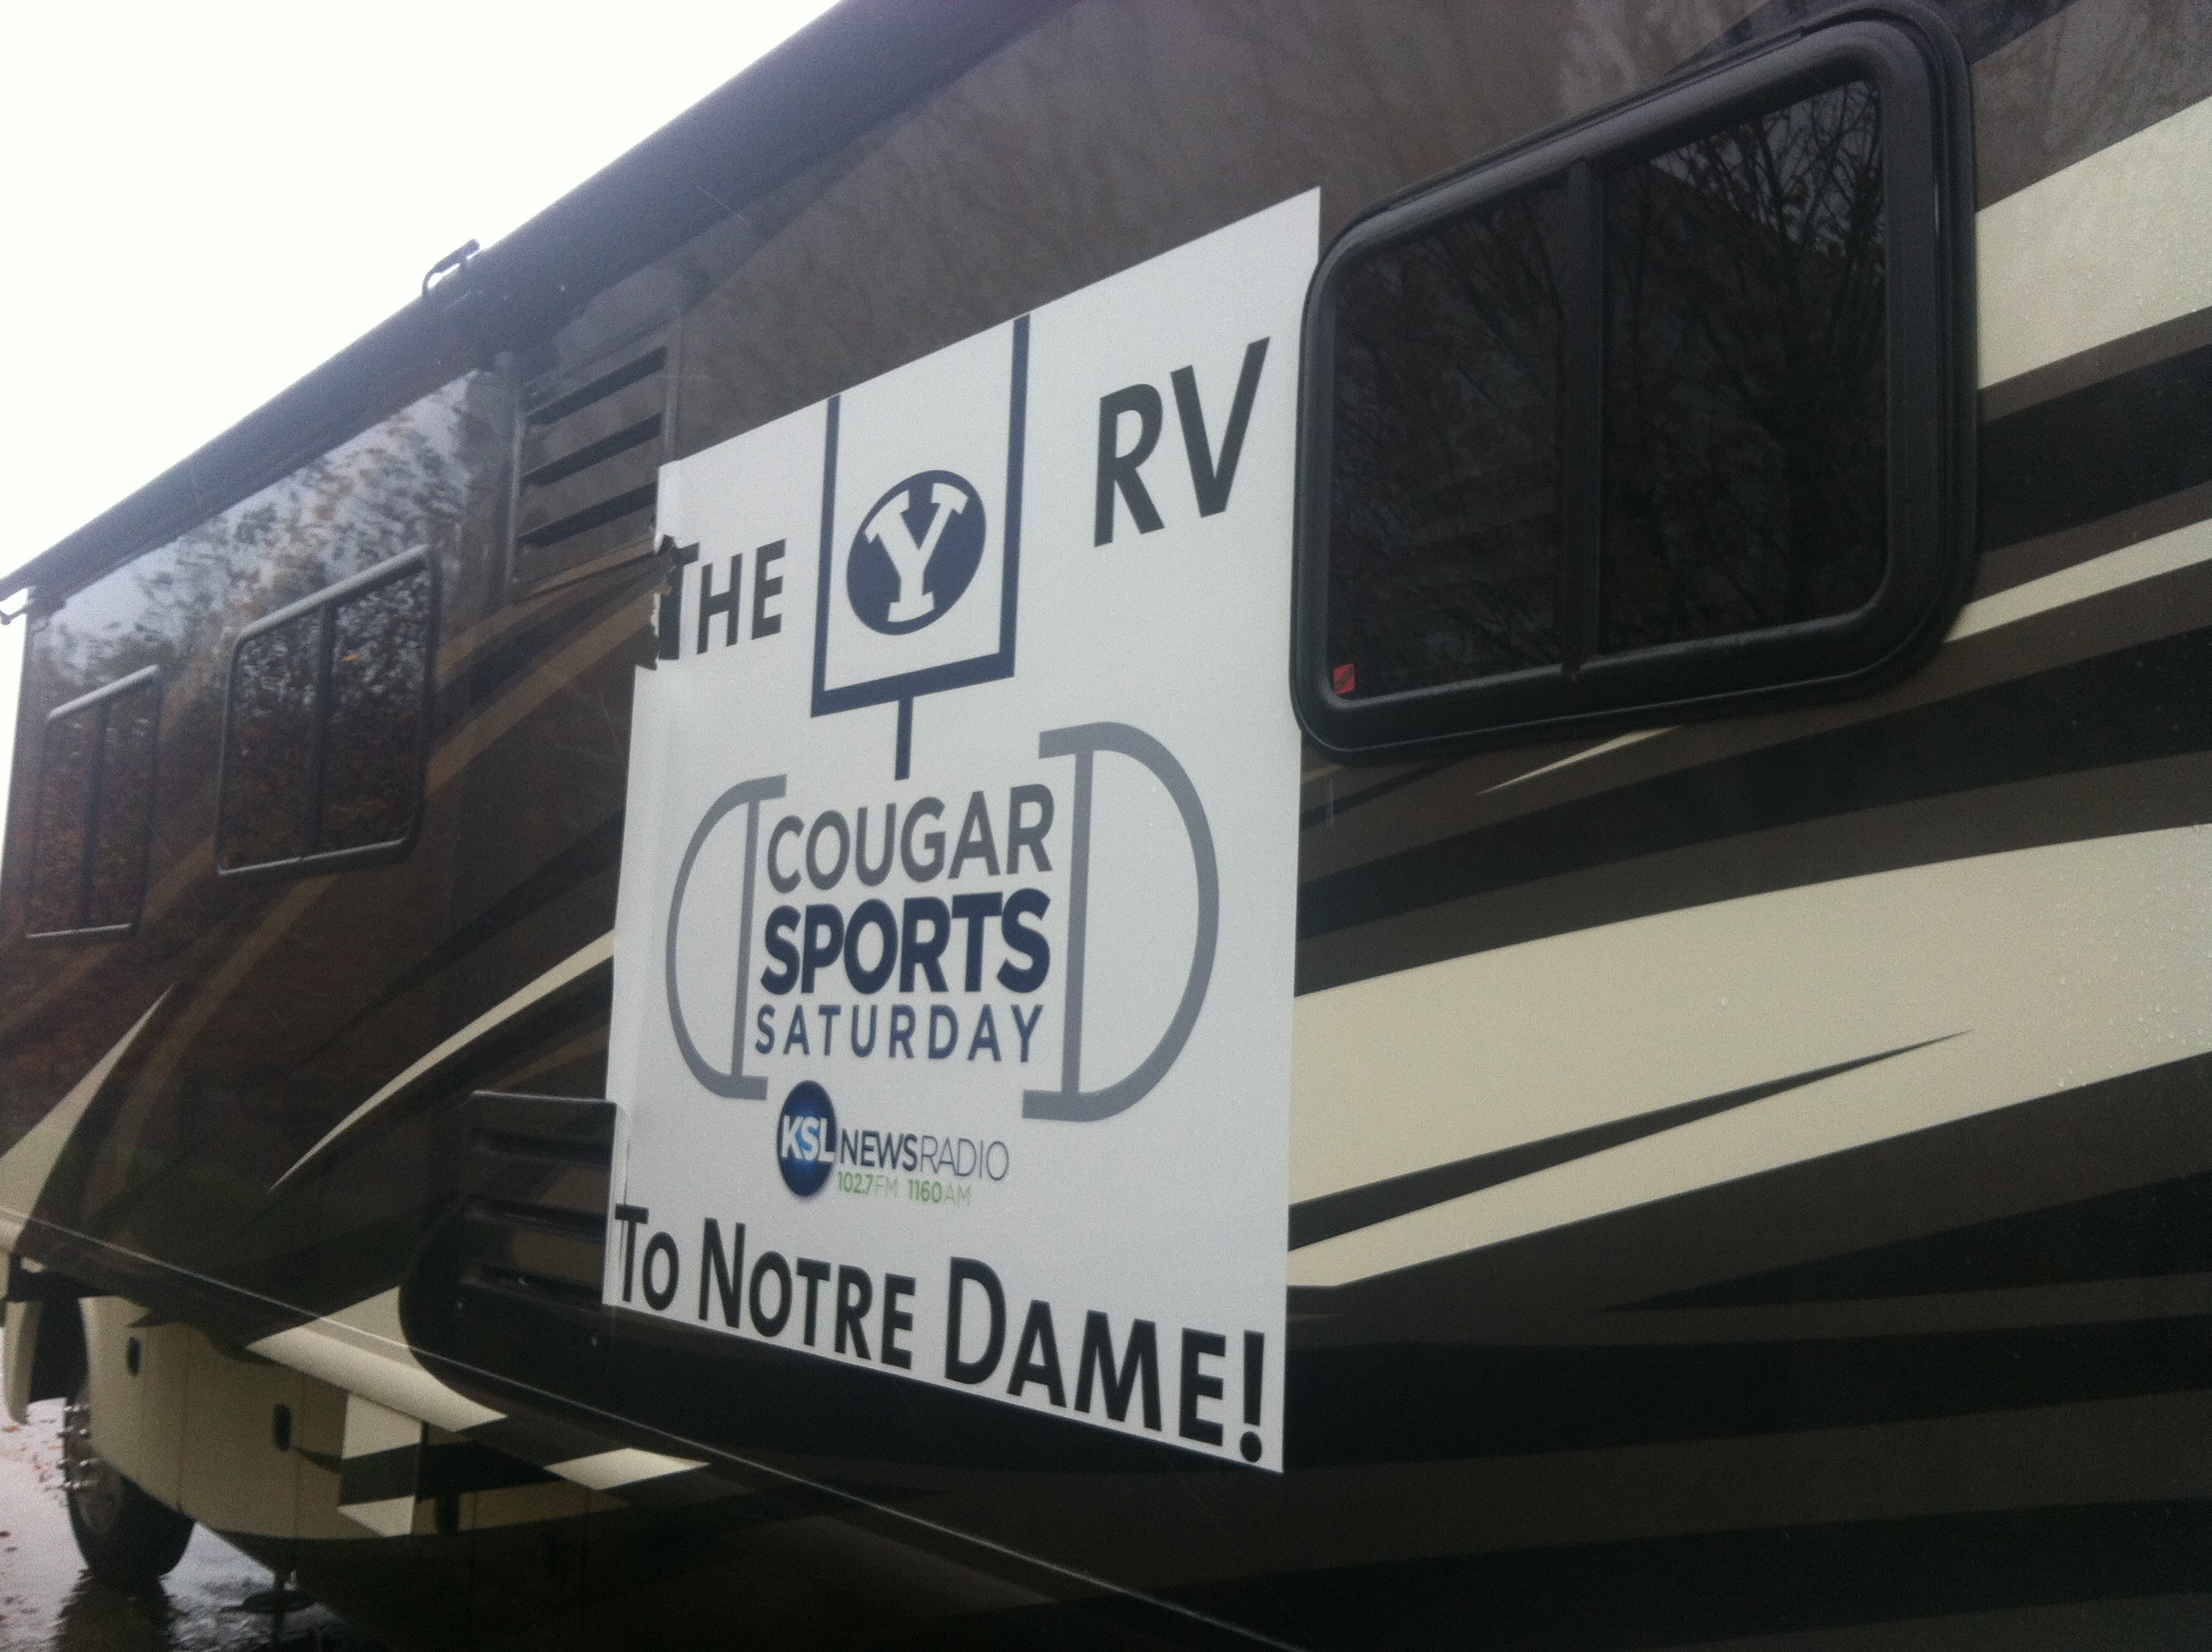 THE Y RV
COUGAR
SPORTS
SATURDAY
KSL NEWSRADIO
102.7FM 1160AM
TO NOTRE DAME!